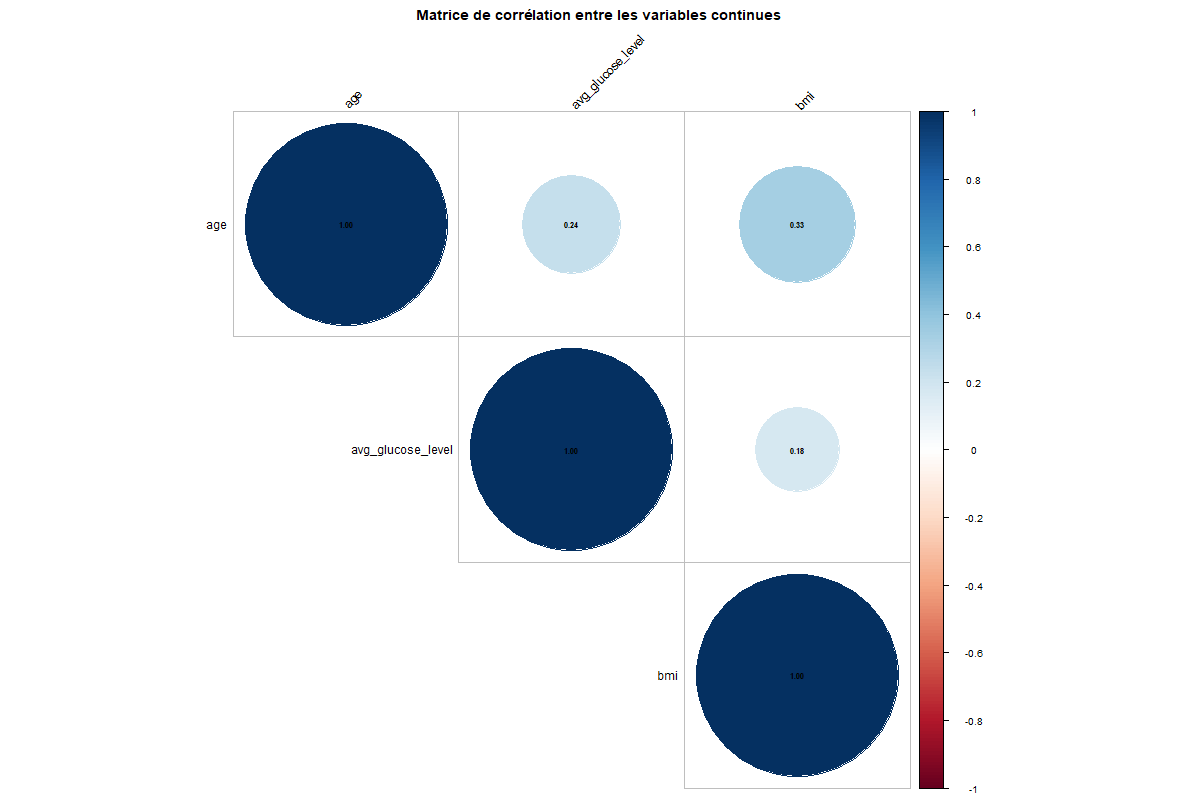 Matrice de corrélation entre les variables continues
age
avg_glucose_level
bmi
age
1.00
0.24
0.33
avg_glucose_level
1.00
0.18
bmi
1.00
1
0.8
0.6
0.4
0.2
0
-0.2
-0.4
-0.6
-0.8
-1